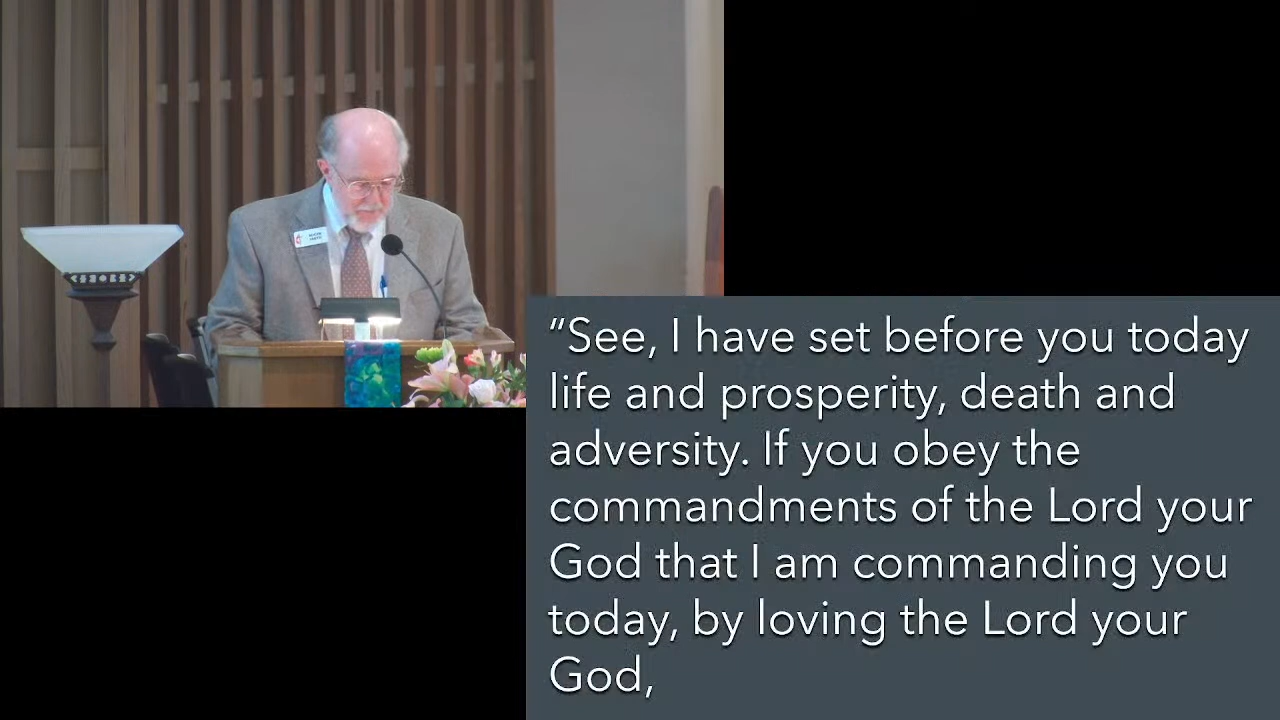 “See, I have set before you today
life and prosperity, death and
adversity. If you obey the
commandments of the Lord your
God that I am commanding you
today, by loving the Lord your
God,